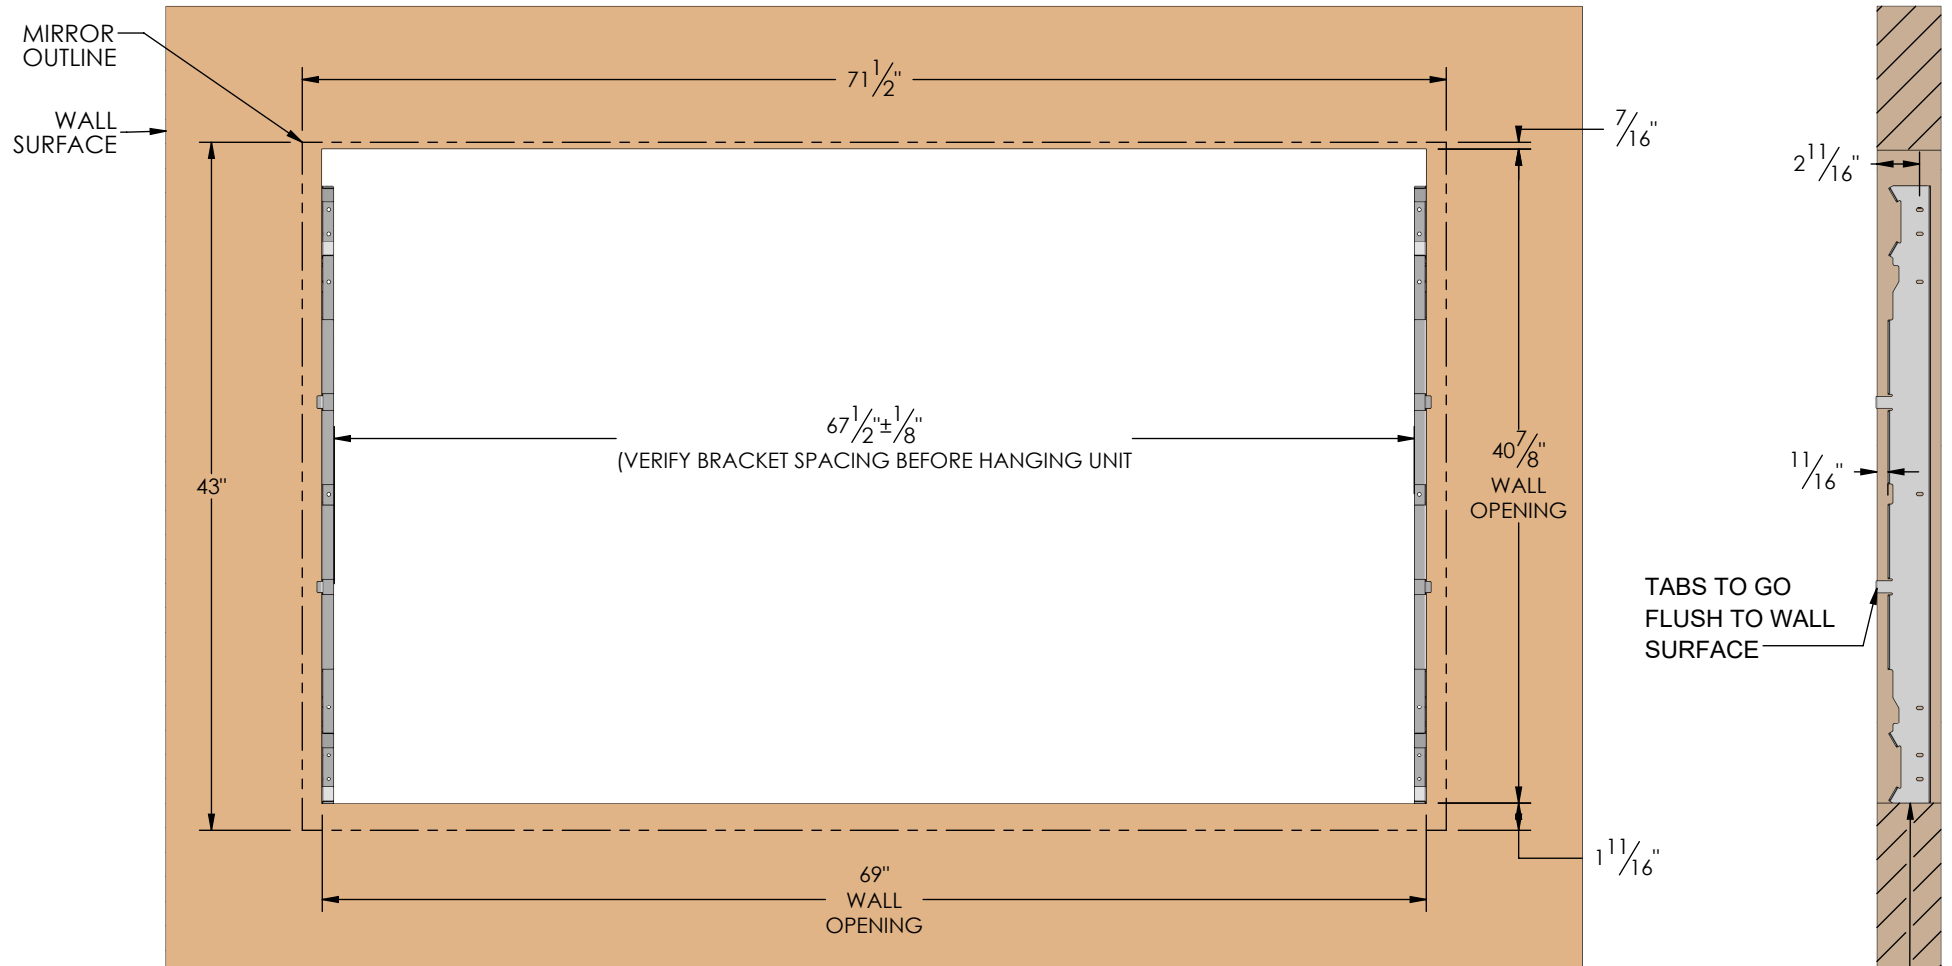 MIRROR
OUTLINE
71 1/2"
WALL
SURFACE
7/16"
2 11/16"
67 1/2"± 1/8"
(VERIFY BRACKET SPACING BEFORE HANGING UNIT
43"
40 7/8"
WALL
OPENING
11/16"
TABS TO GO
FLUSH TO WALL
SURFACE
1 11/16"
69"
WALL
OPENING